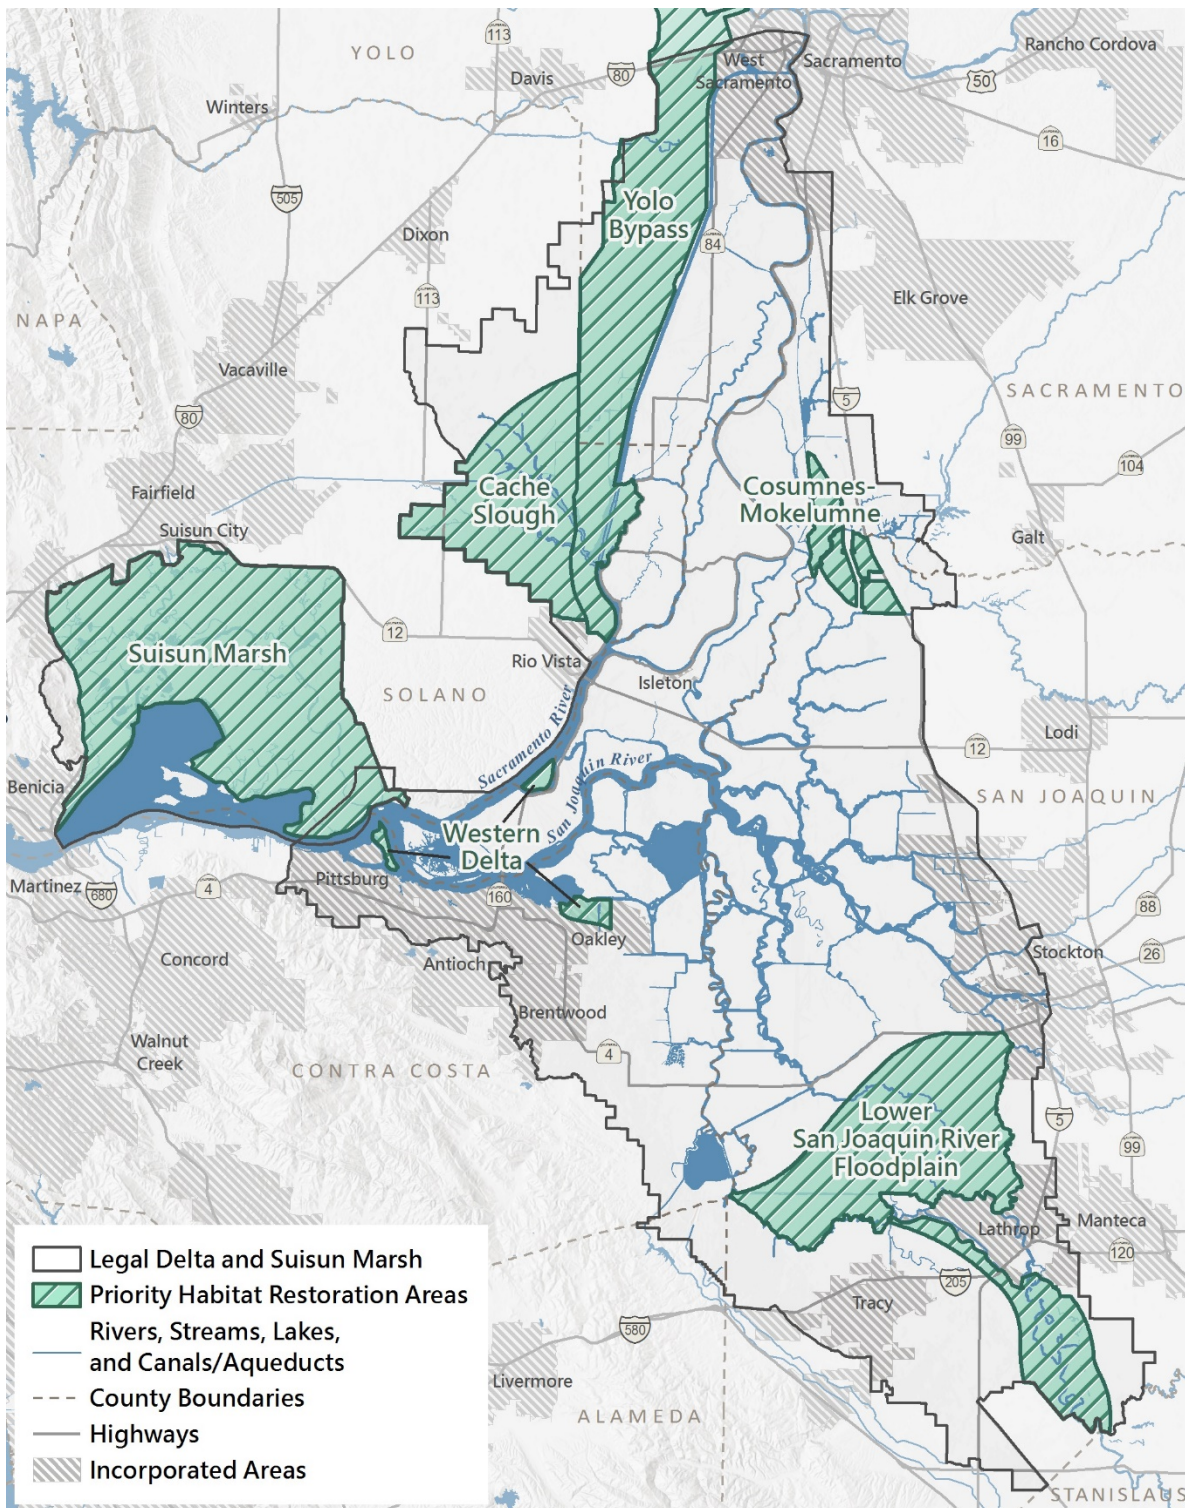 YOLO
113
Davis
80
West
Sacramento
Sacramento
Rancho Cordova
50
Winters
16
505
Yolo
Bypass
Dixon
84
113
Elk Grove
NAPA
Vacaville
80
5
SACRAMENTO
99
104
Fairfield
Cache
Slough
Cosumnes-
Mokelumne
Suisun City
Galt
12
Suisun Marsh
Rio Vista
Isleton
SOLANO
Sacramento River
San Joaquin River
Lodi
12
Benicia
SAN JOAQUIN
Western
Delta
Martinez
680
4
Pittsburg
160
88
Oakley
Stockton
26
Concord
Antioch
Brentwood
Walnut
Creek
4
CONTRA COSTA
Lower
San Joaquin River
Floodplain
5
99
Lathrop
Manteca
120
205
Tracy
580
Livermore
ALAMEDA
STANISLAUS
Legal Delta and Suisun Marsh
Priority Habitat Restoration Areas
Rivers, Streams, Lakes,
and Canals/Aqueducts
County Boundaries
Highways
Incorporated Areas